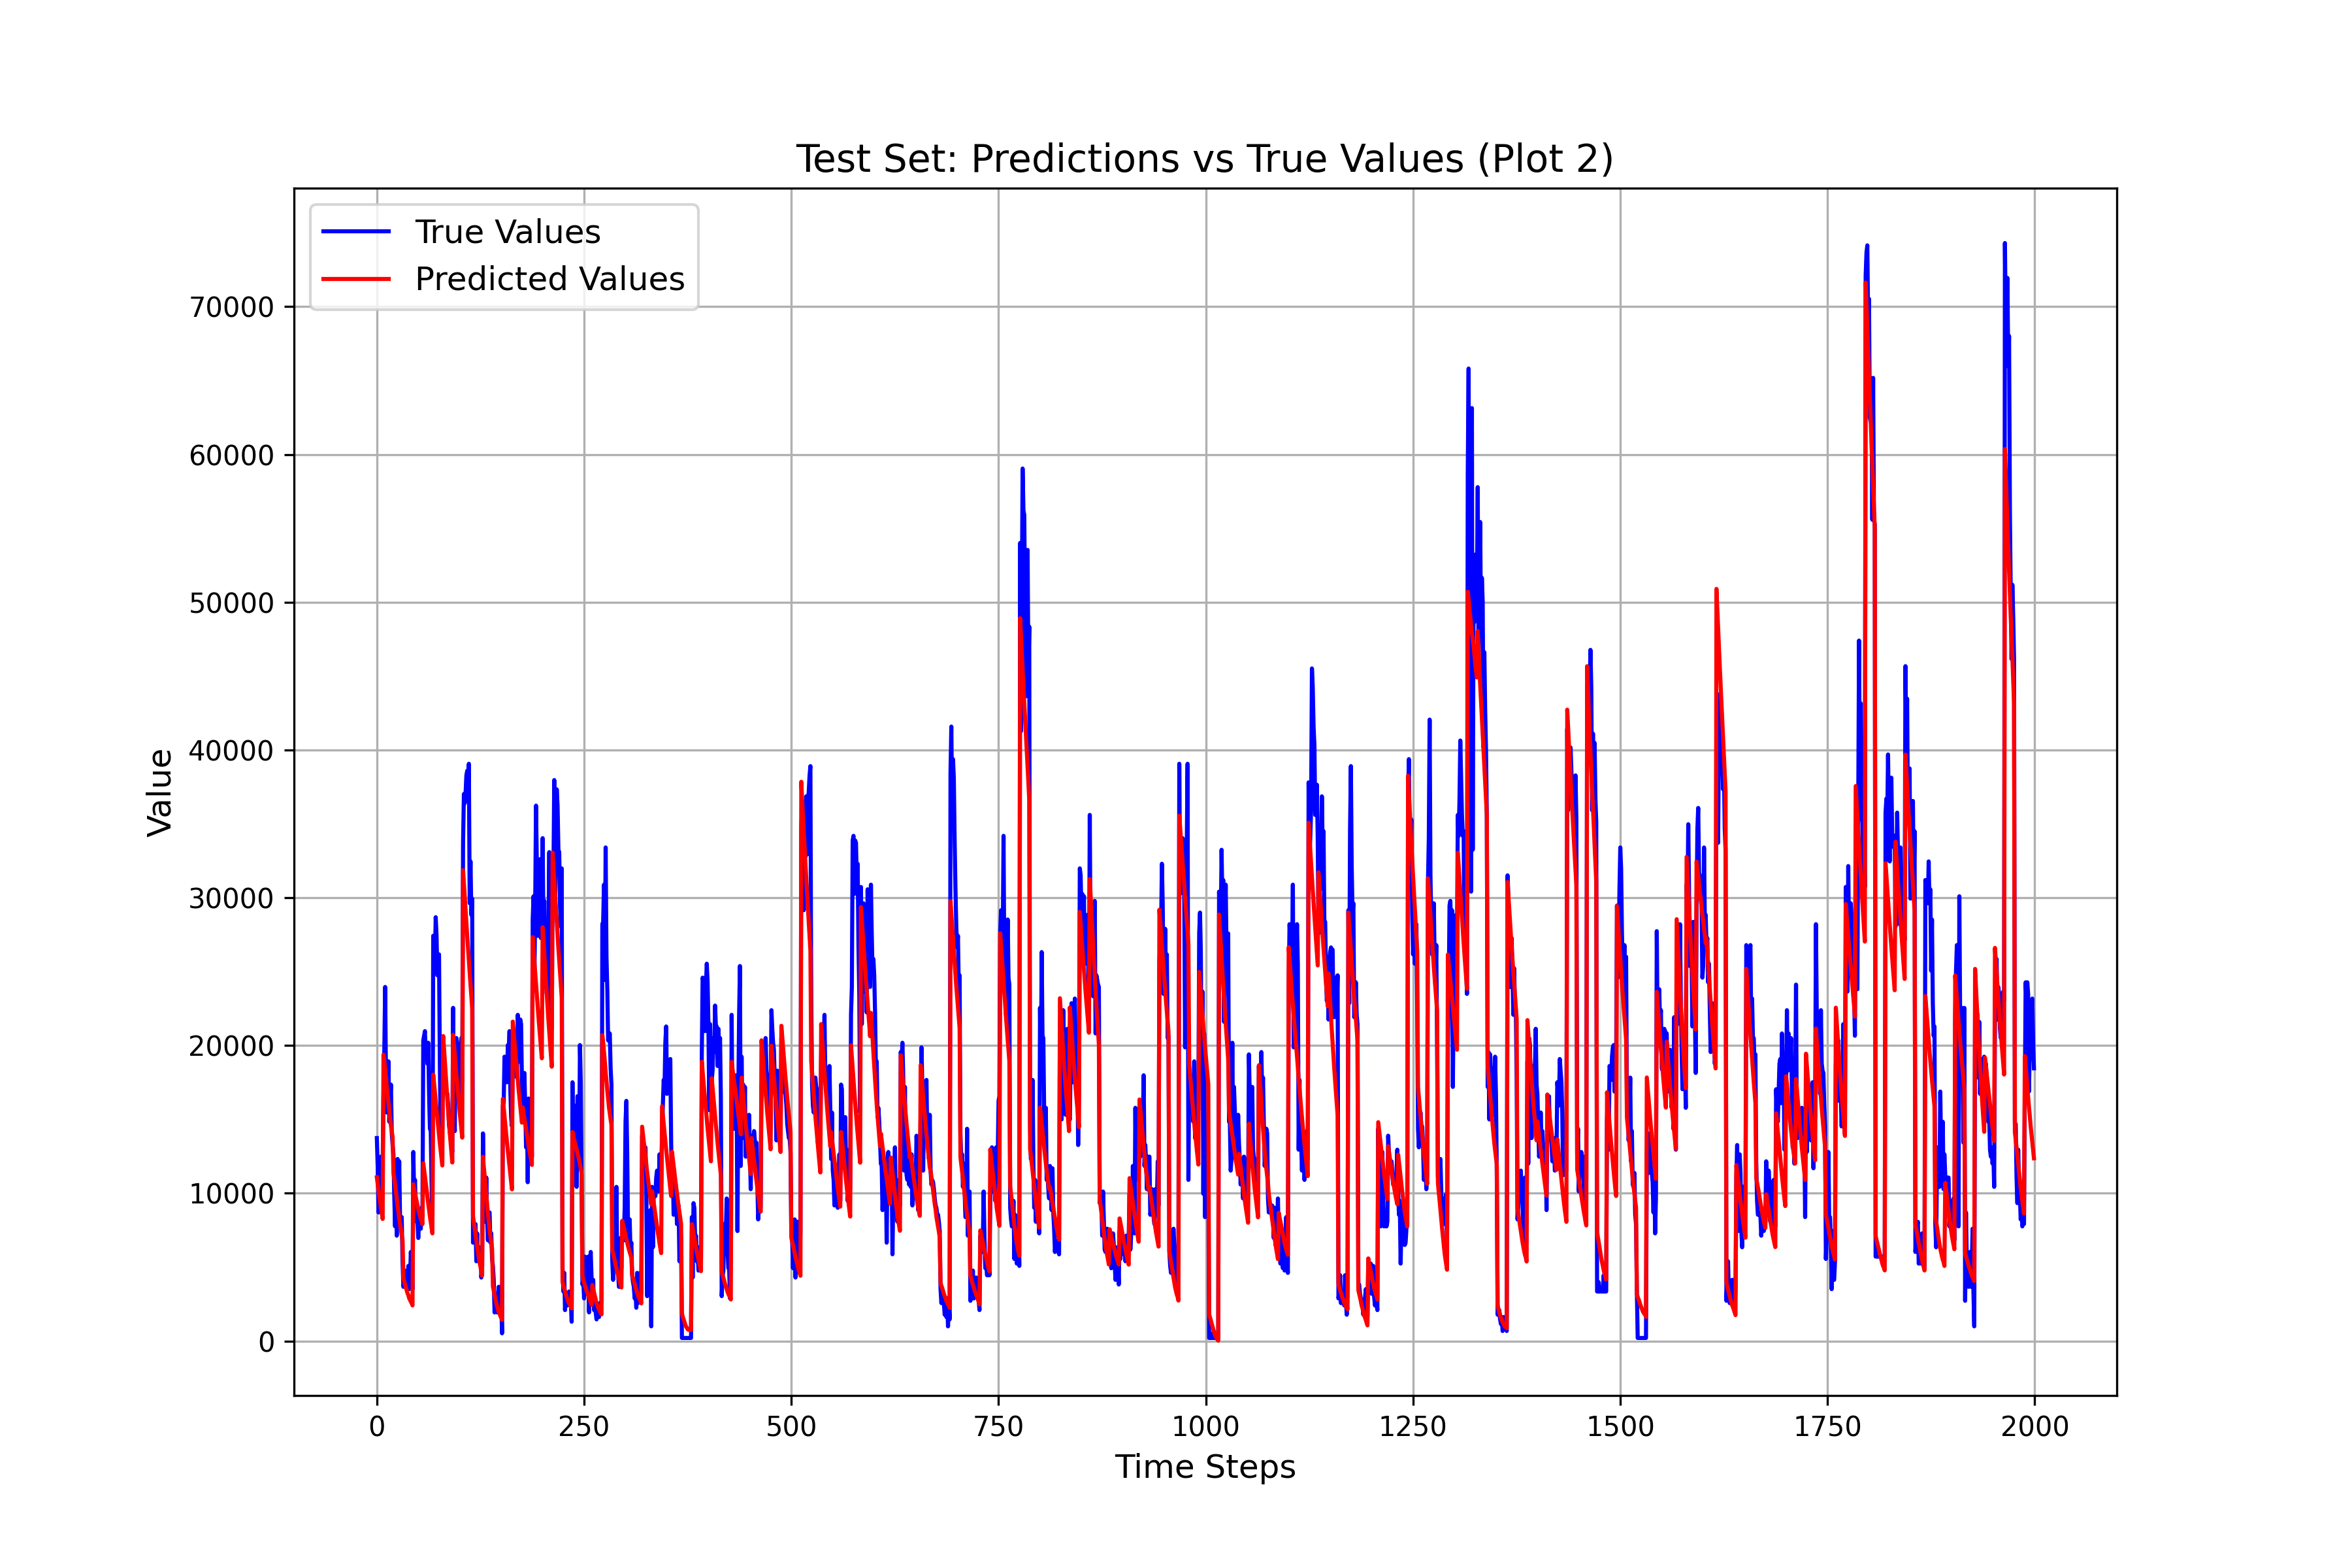 Test Set: Predictions vs True Values (Plot 2)
True Values
Predicted Values
Value
70000
60000
50000
40000
30000
20000
10000
0
0 250 500 750 1000 1250 1500 1750 2000
Time Steps